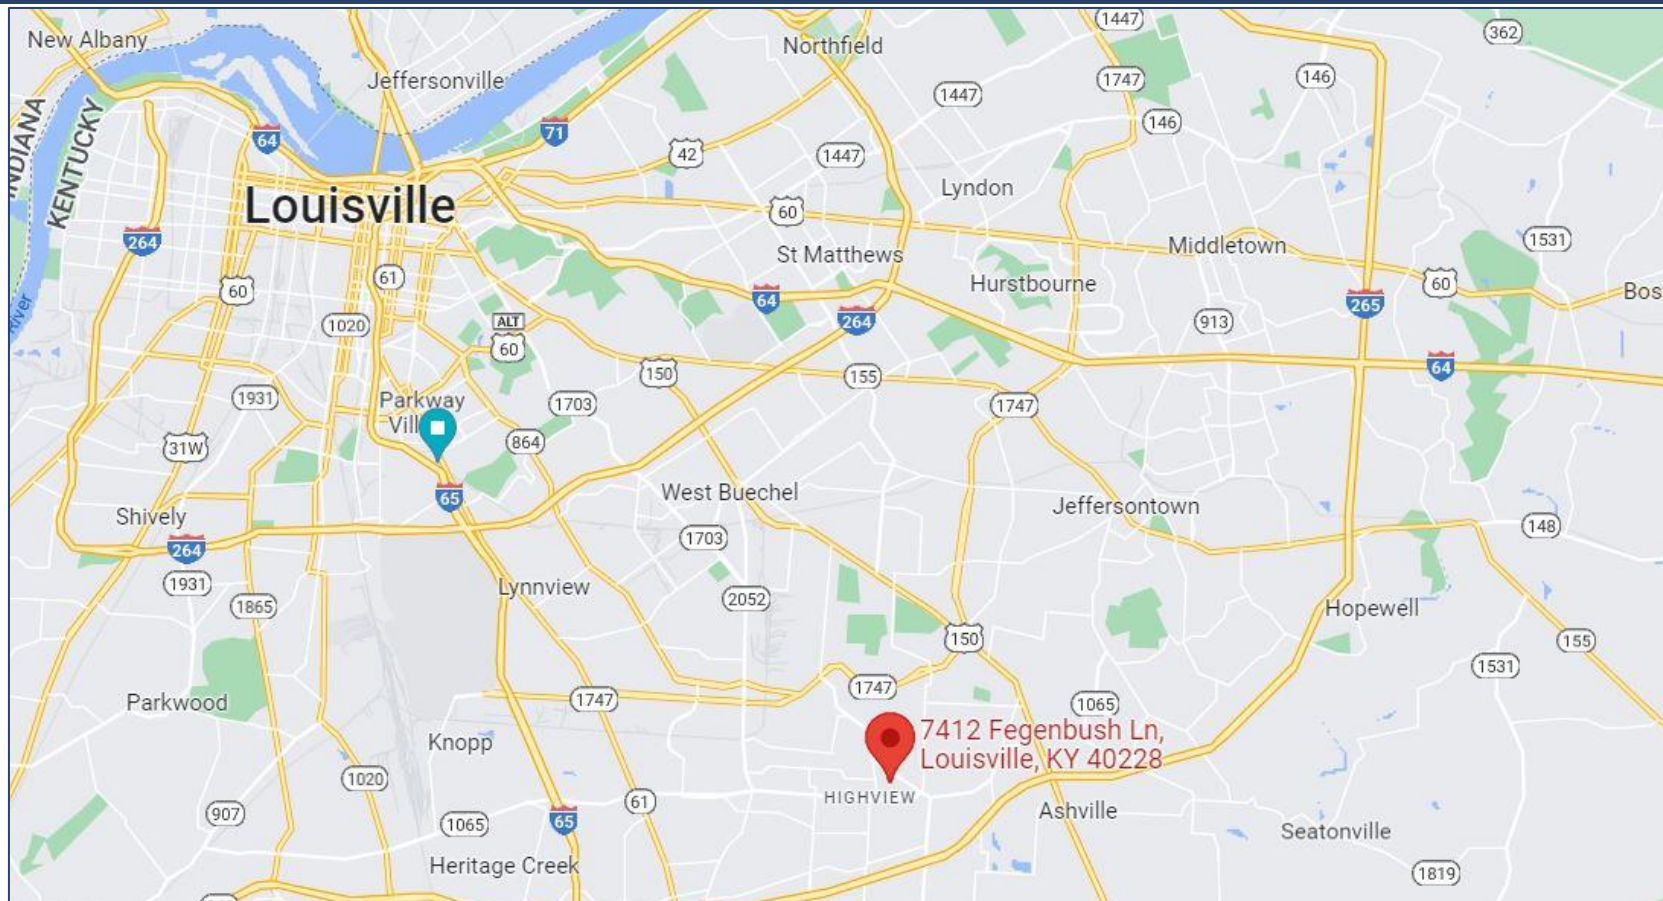 New Albany
Jeffersonville
Northfield
1447
362
1447
1747
146
INDIANA
KENTUCKY
64
71
42
1447
146
Lyndon
Louisville
60
264
St Matthews
Middletown
1531
61
60
River
64
264
Hurstbourne
265
60
Bos
1020
ALT
60
913
150
155
64
1931
Parkway
Vill
1703
1747
31W
864
65
West Buechel
Jeffersontown
Shively
264
1703
148
1931
1865
Lynnview
2052
Hopewell
150
155
1531
Parkwood
1747
1747
1065
Knopp
7412 Fegenbush Ln,
Louisville, KY 40228
1020
HIGHVIEW
61
Ashville
907
1065
65
Seatonville
Heritage Creek
1819